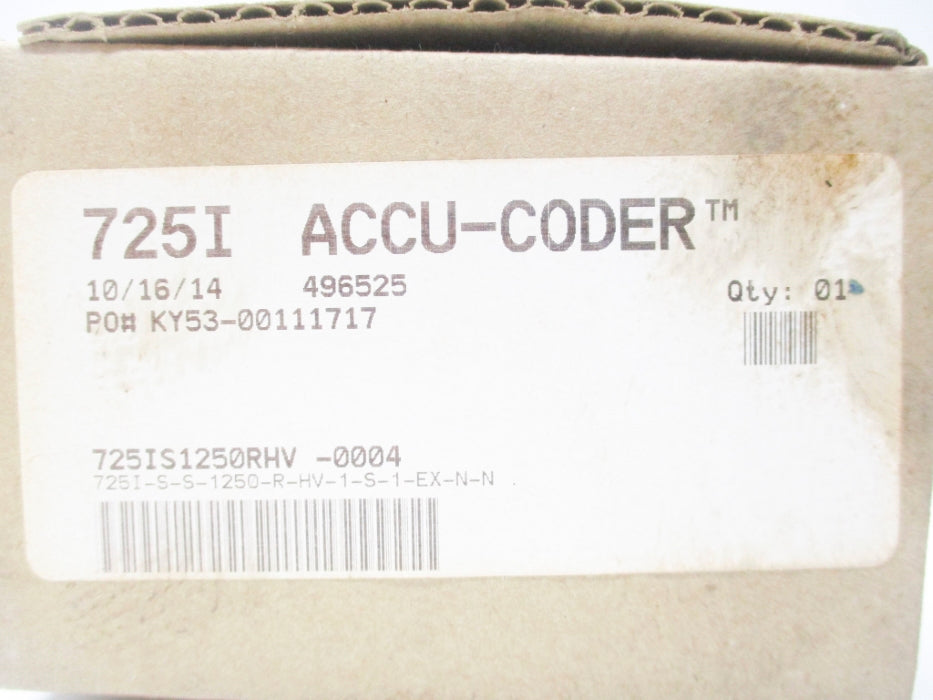 725I ACCU-CODER™
10/16/14 496525
Qty: 01
PO# KY53-00111717
725IS1250RHV -0004
725I-S-S-1250-R-HV-1-S-1-EX-N-N